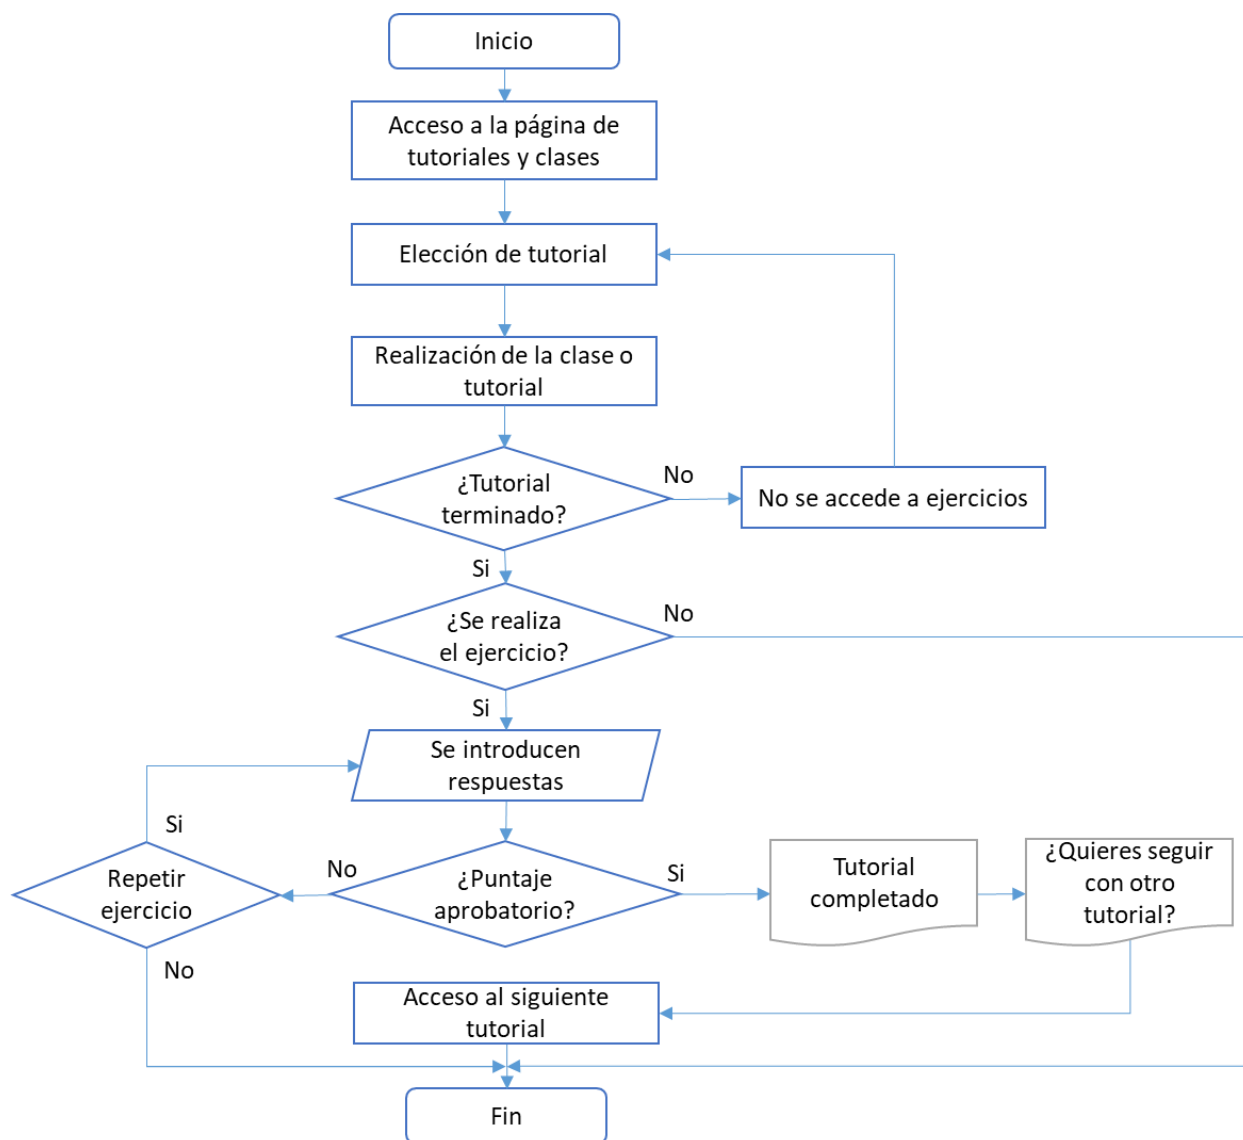 Inicio
Acceso a la página de
tutoriales y clases
Elección de tutorial
Realización de la clase o
tutorial
¿Tutorial
terminado?
No
No se accede a ejercicios
Si
¿Se realiza
el ejercicio?
No
Si
Se introducen
respuestas
Si
Repetir
ejercicio
No
No
¿Puntaje
aprobatorio?
Si
Tutorial
completado
¿Quieres seguir
con otro
tutorial?
Acceso al siguiente
tutorial
Fin